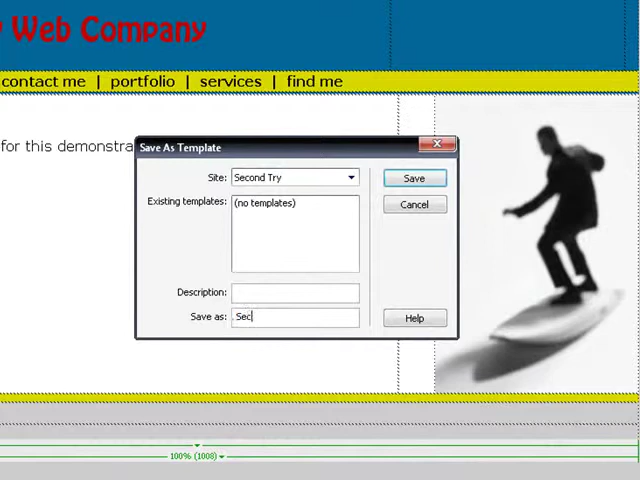 Web Company
contact me | portfolio | services | find me
for this demonstra
Save As Template
Site: Second Try
Save
Existing templates: (no templates)
Cancel
Description:
Save as: Sec
Help
100% (1008)